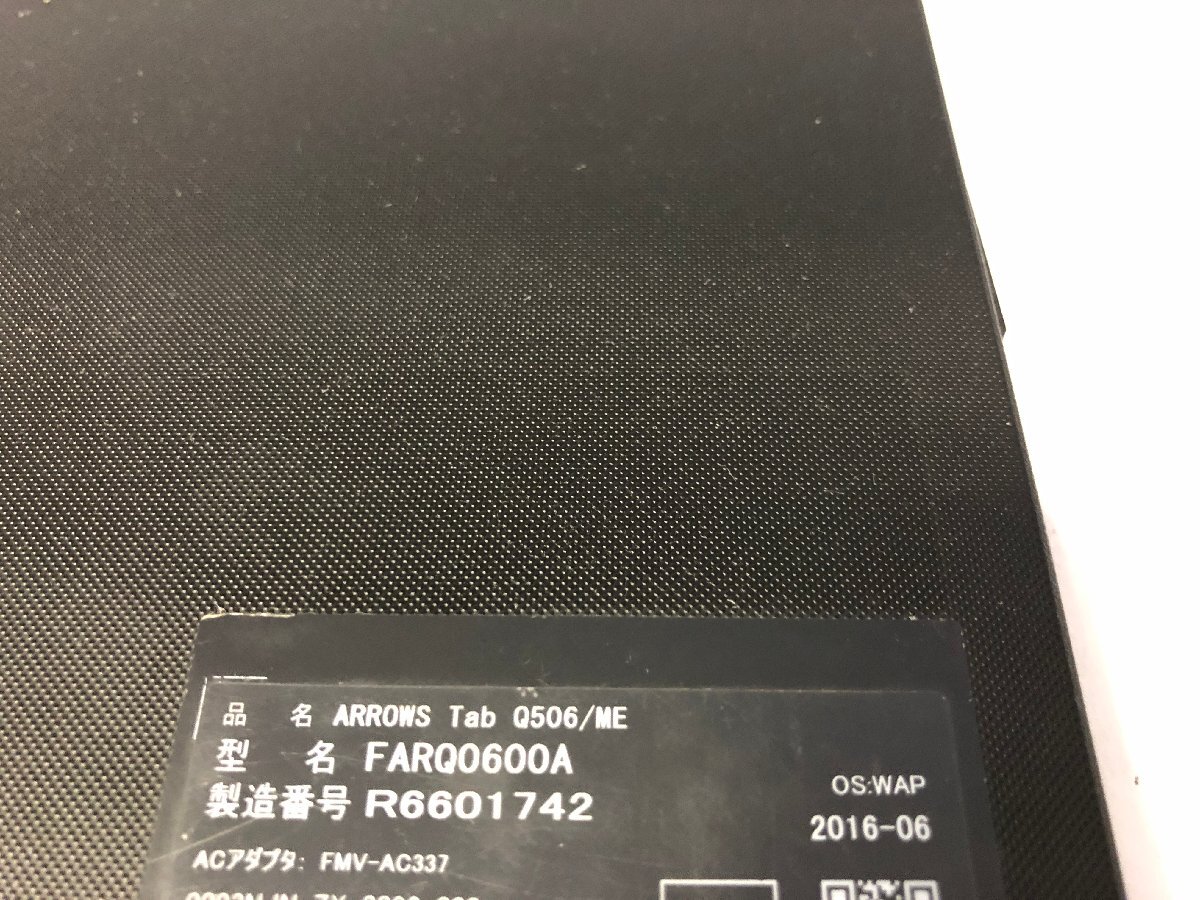 品 名 ARROWS Tab Q506/ME
型 名 FARQ0600A
製造番号 R6601742
OS:WAP
2016-06
ACアダプタ: FMV-AC337